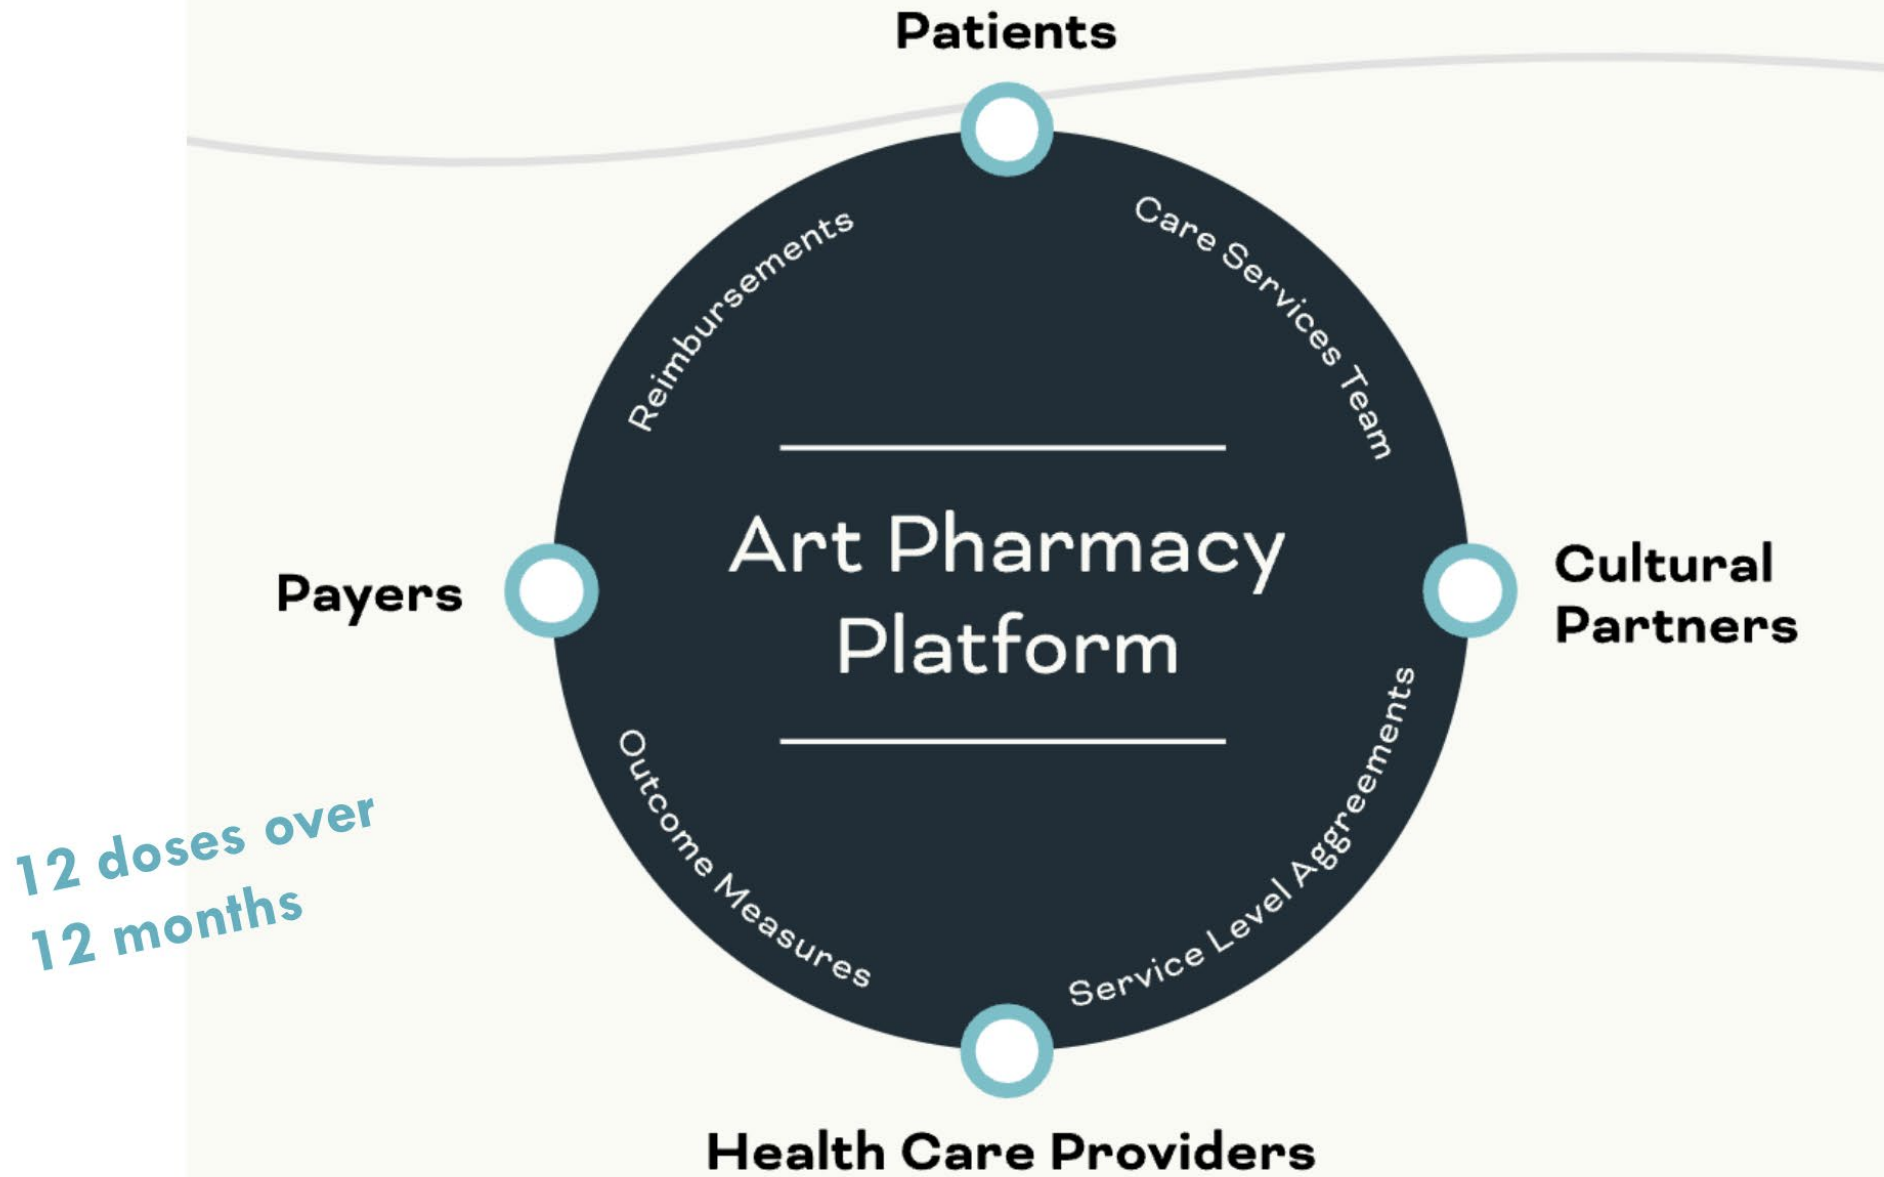 Patients
Reimbursements
Care Services Team
Art Pharmacy
Platform
Payers
Cultural
Partners
Outcome Measures
Service Level Aggreements
12 doses over
12 months
Health Care Providers